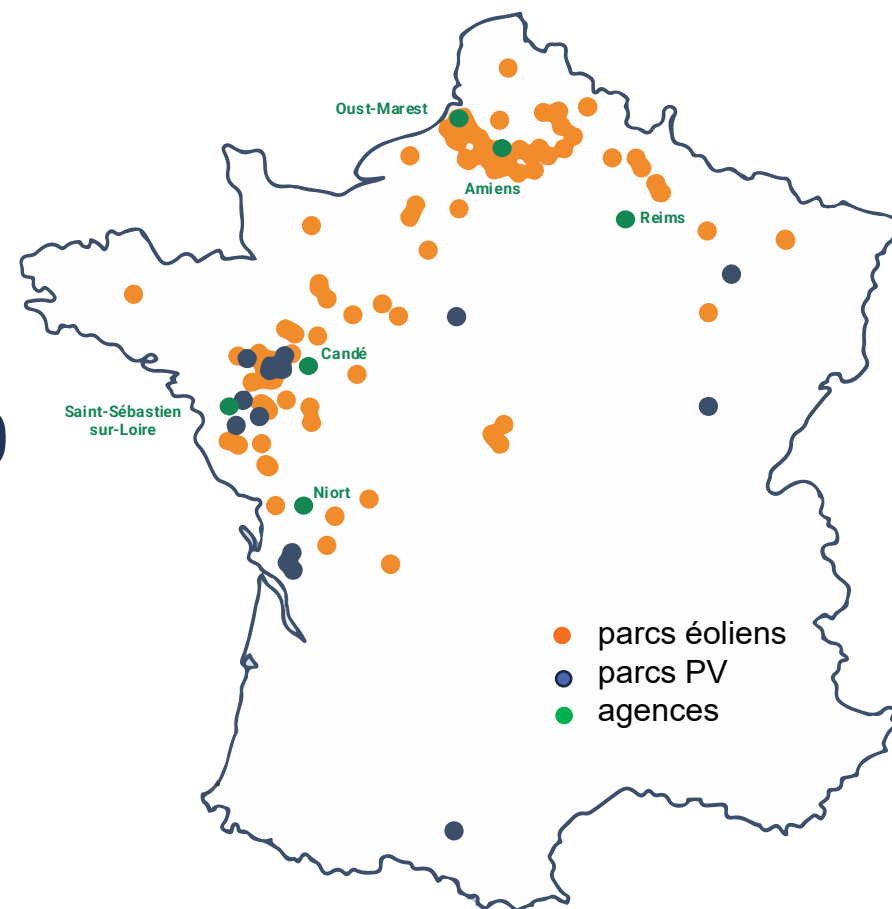 Oust-Marest
Amiens
Reims
Candé
Saint-Sébastien
sur-Loire
Niort
parcs éoliens
parcs PV
agences